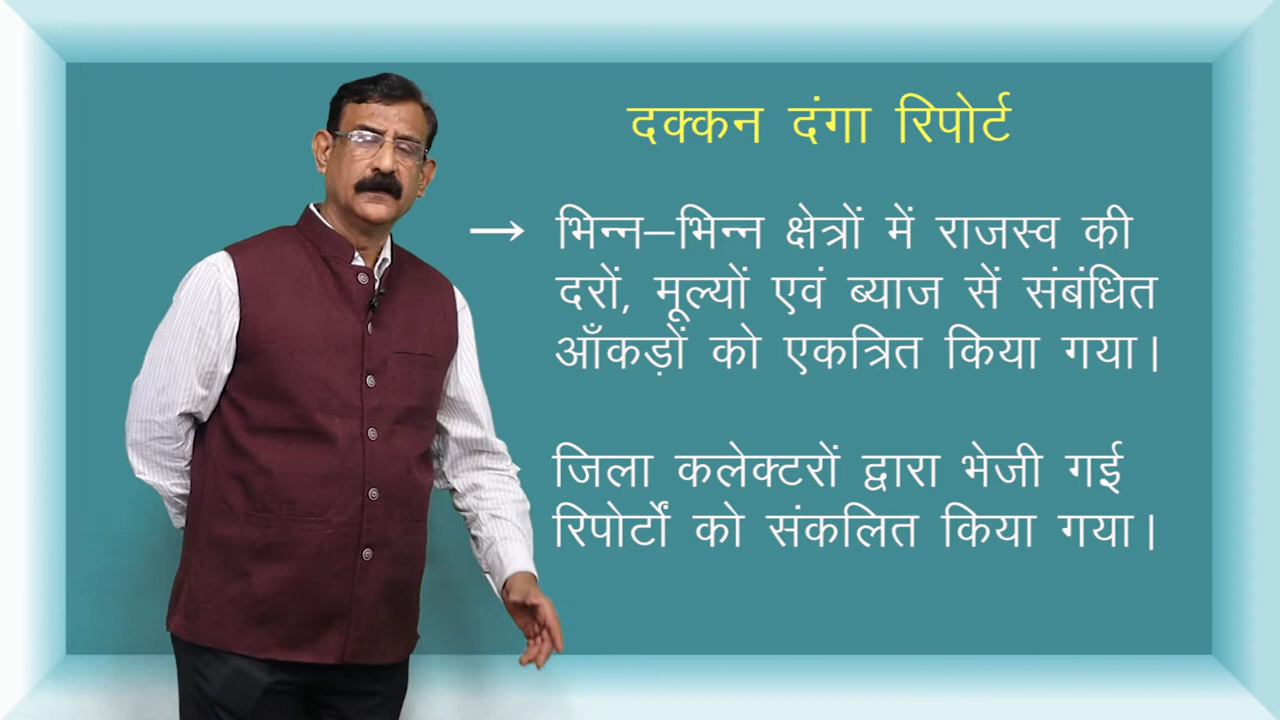 दक्कन दंगा रिपोर्ट
→ भिन्न–भिन्न क्षेत्रों में राजस्व की
दरों, मूल्यों एवं ब्याज सें संबंधित
आँकड़ों को एकत्रित किया गया।
जिला कलेक्टरों द्वारा भेजी गई
रिपोर्टों को संकलित किया गया।